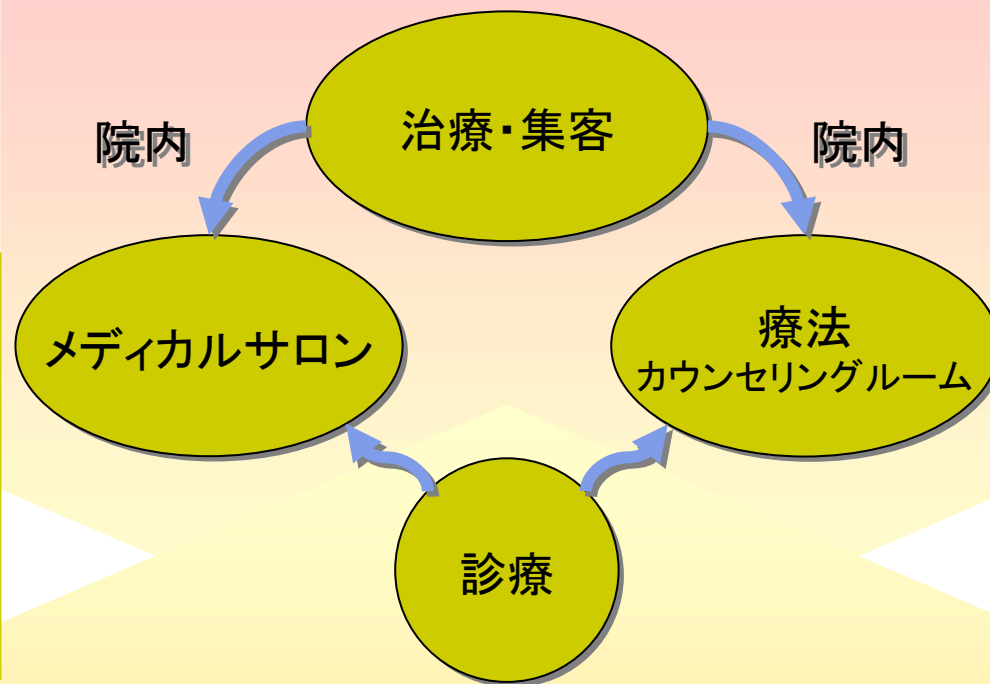 治療・集客
院内
院内
メディカルサロン
療法
カウンセリングルーム
診療